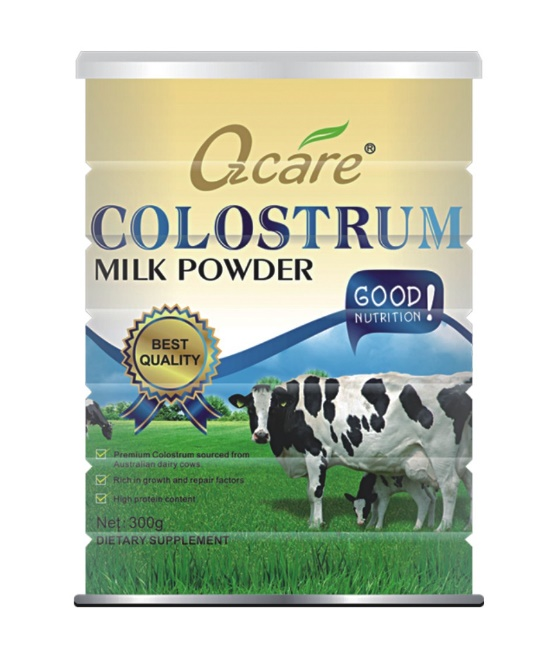 Ozcare®
COLOSTRUM
MILK POWDER
GOOD!
NUTRITION
BEST
QUALITY
Premium Colostrum sourced from
Australian dairy cows
Rich in growth and repair factors
High protein content
Net: 300g
DIETARY SUPPLEMENT